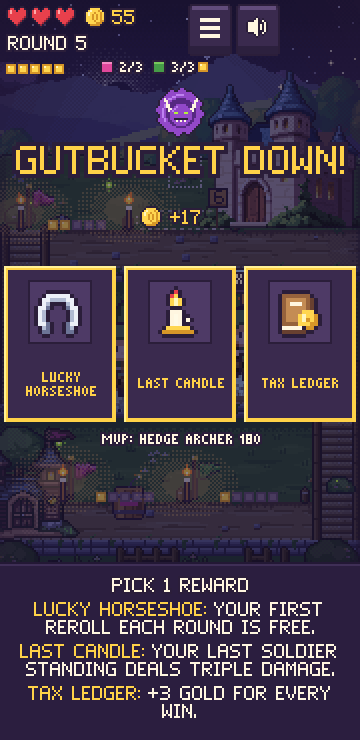 55
ROUND 5
2/3 3/3
GUTBUCKET DOWN!
+17
LUCKY
HORSESHOE
LAST CANDLE
TAX LEDGER
MVP: HEDGE ARCHER 180
PICK 1 REWARD
LUCKY HORSESHOE: YOUR FIRST
REROLL EACH ROUND IS FREE.
LAST CANDLE: YOUR LAST SOLDIER
STANDING DEALS TRIPLE DAMAGE.
TAX LEDGER: +3 GOLD FOR EVERY
WIN.